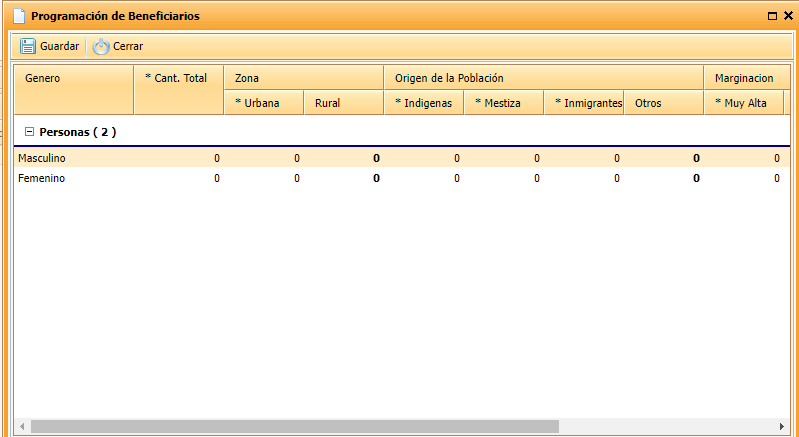 Programación de Beneficiarios
Guardar Cerrar
Genero * Cant. Total Zona Origen de la Población Marginacion
* Urbana Rural * Indigenas * Mestiza * Inmigrantes Otros * Muy Alta
Personas ( 2 )
Masculino 0 0 0 0 0 0 0 0
Femenino 0 0 0 0 0 0 0 0